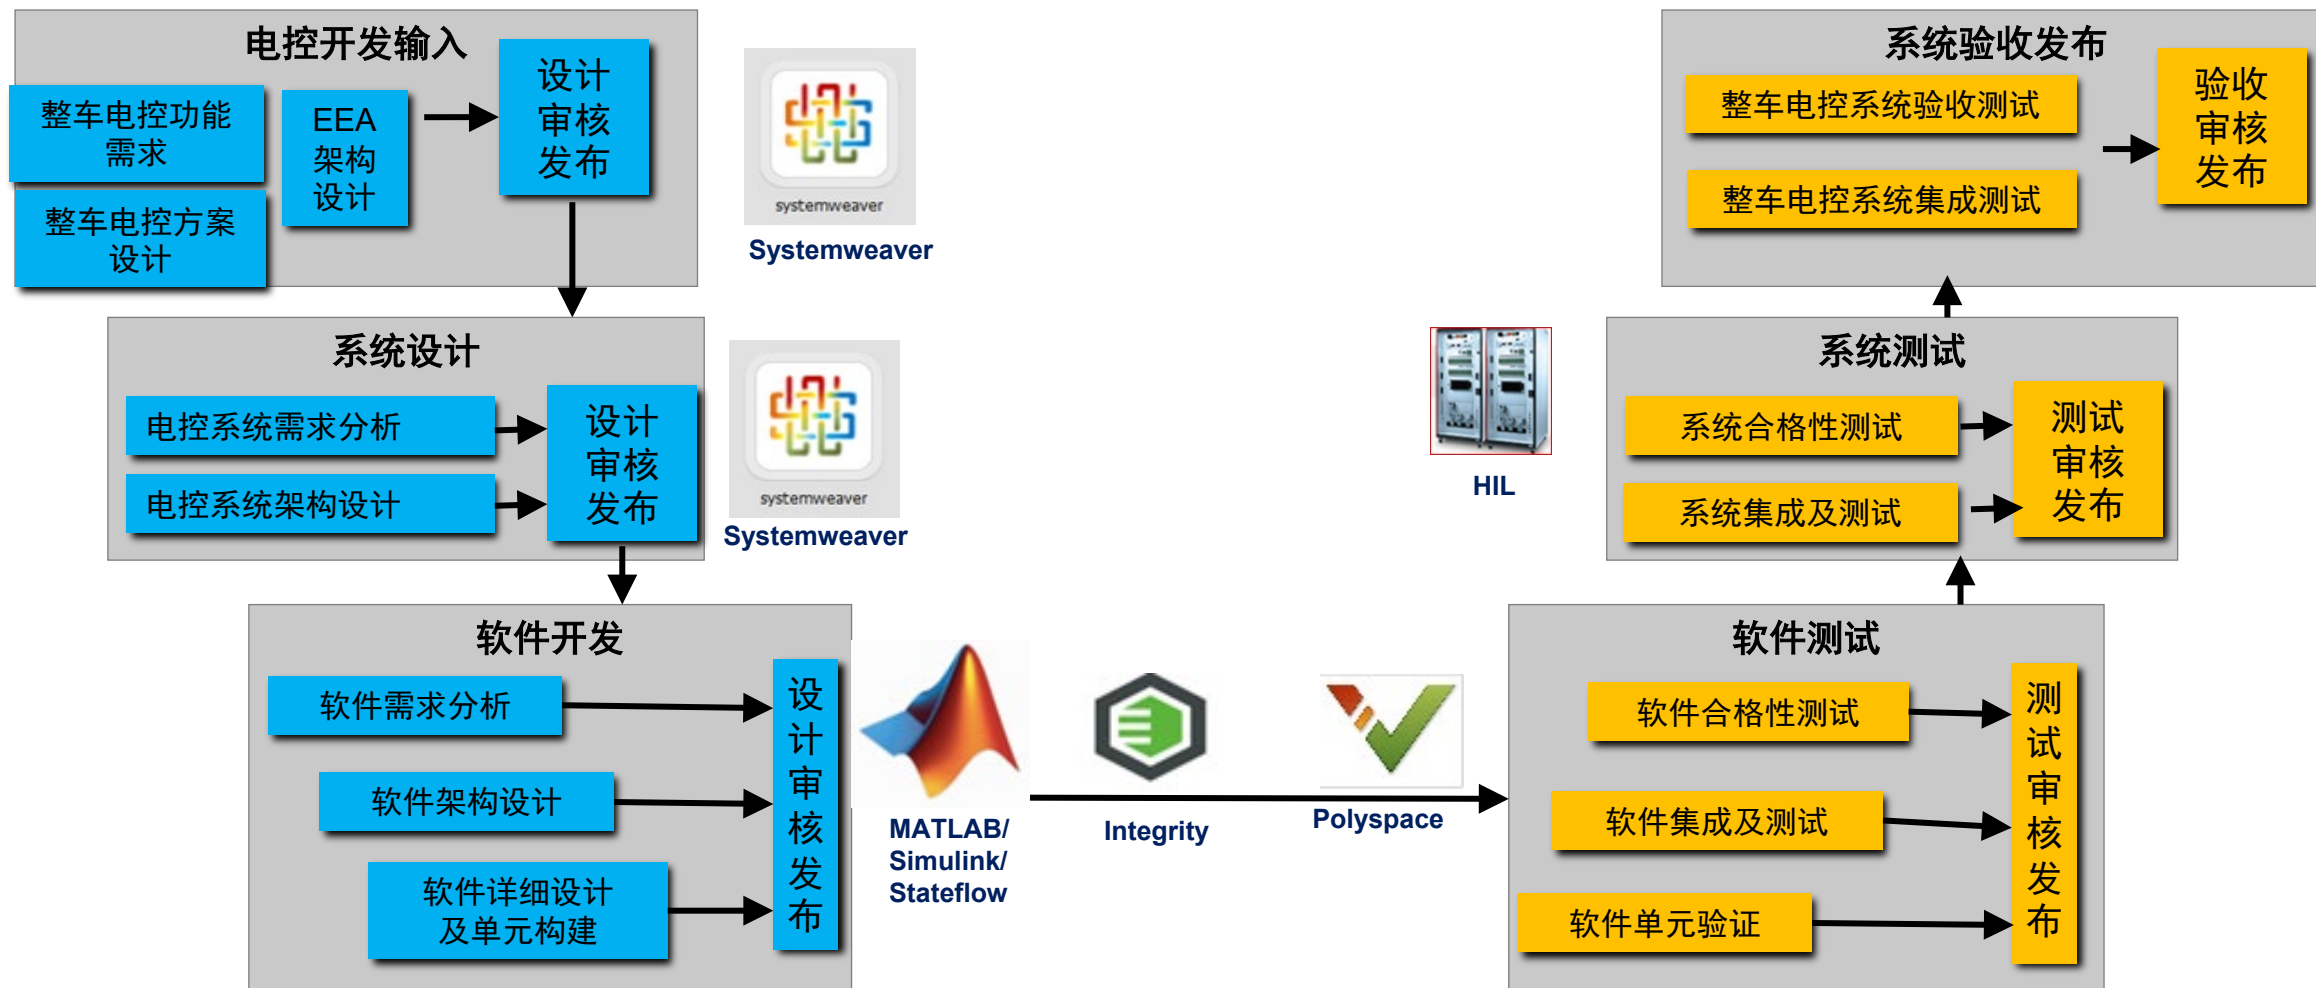 电控开发输入
整车电控功能
需求
整车电控方案
设计
EEA
架构
设计
设计
审核
发布
systemweaver
Systemweaver
系统设计
电控系统需求分析
电控系统架构设计
设计
审核
发布
systemweaver
Systemweaver
软件开发
软件需求分析
软件架构设计
软件详细设计
及单元构建
设
计
审
核
发
布
MATLAB/
Simulink/
Stateflow
Integrity
Polyspace
软件测试
软件合格性测试
软件集成及测试
软件单元验证
测
试
审
核
发
布
HIL
系统测试
系统合格性测试
系统集成及测试
测试
审核
发布
系统验收发布
整车电控系统验收测试
整车电控系统集成测试
验收
审核
发布